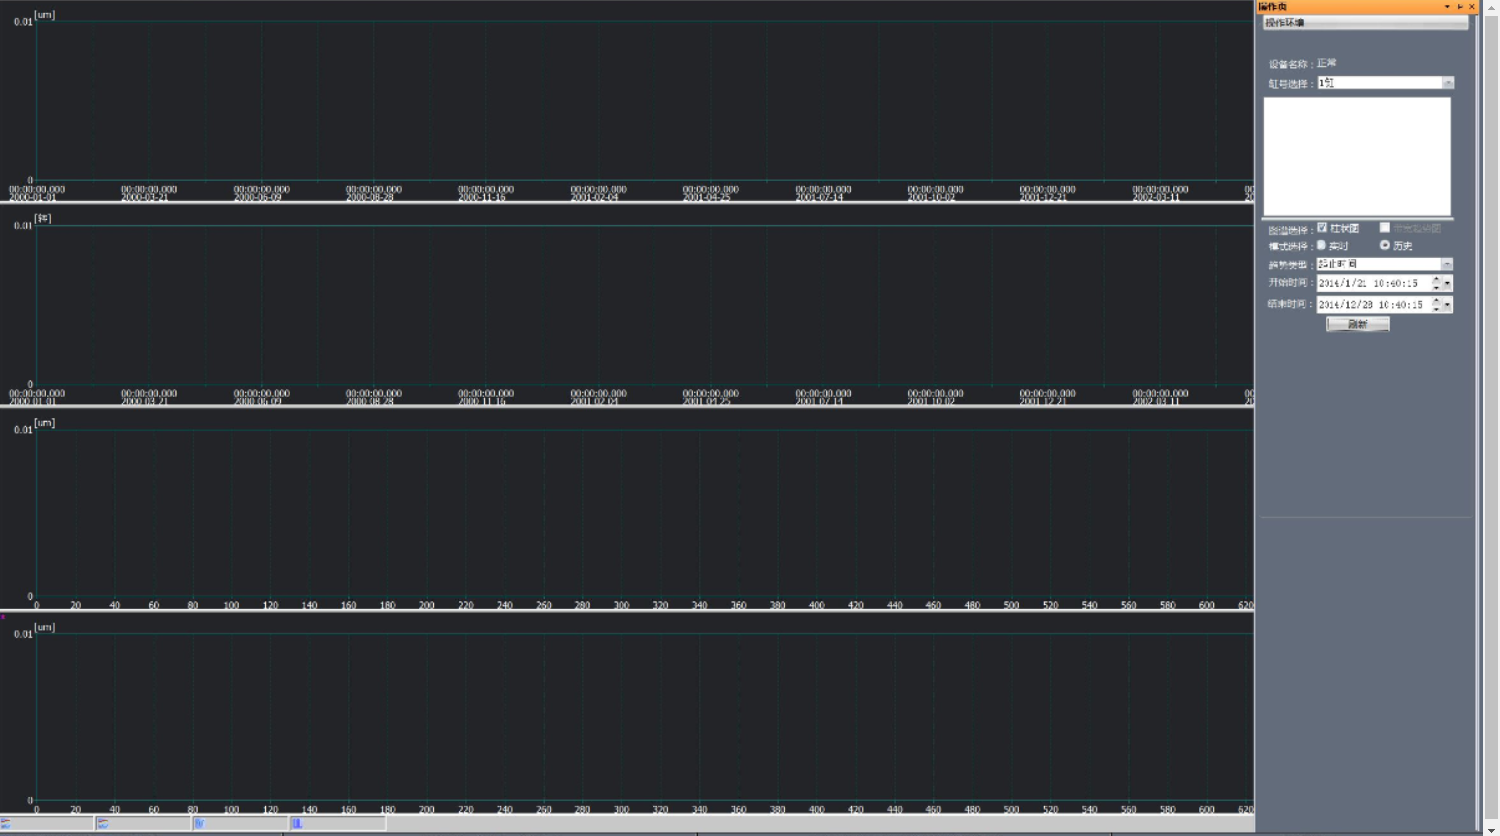 [um]
0.01
0
00:00:00.000 00:00:00.000 00:00:00.000 00:00:00.000 00:00:00.000 00:00:00.000 00:00:00.000 00:00:00.000 00:00:00.000 00:00:00.000 00:00:00.000 00
2000-01-01 2000-03-21 2000-06-09 2000-08-28 2000-11-16 2001-02-04 2001-04-25 2001-07-14 2001-10-02 2001-12-21 2002-03-11 20
0.01
0
00:00:00.000 00:00:00.000 00:00:00.000 00:00:00.000 00:00:00.000 00:00:00.000 00:00:00.000 00:00:00.000 00:00:00.000 00:00:00.000 00:00:00.000 00
2000-01-01 2000-03-21 2000-06-09 2000-08-28 2000-11-16 2001-02-04 2001-04-25 2001-07-14 2001-10-02 2001-12-21 2002-03-11 20
[um]
0.01
0
0 20 40 60 80 100 120 140 160 180 200 220 240 260 280 300 320 340 360 380 400 420 440 460 480 500 520 540 560 580 600 620
[um]
0.01
0
0 20 40 60 80 100 120 140 160 180 200 220 240 260 280 300 320 340 360 380 400 420 440 460 480 500 520 540 560 580 600 620
操作页
操作环境
设备名称：正常
缸号选择：1缸
图谱选择： 柱状图
模式选择： 实时 历史
趋势类型：起止时间
开始时间：2014/1/21 10:40:15
结束时间：2014/12/28 10:40:15
刷新